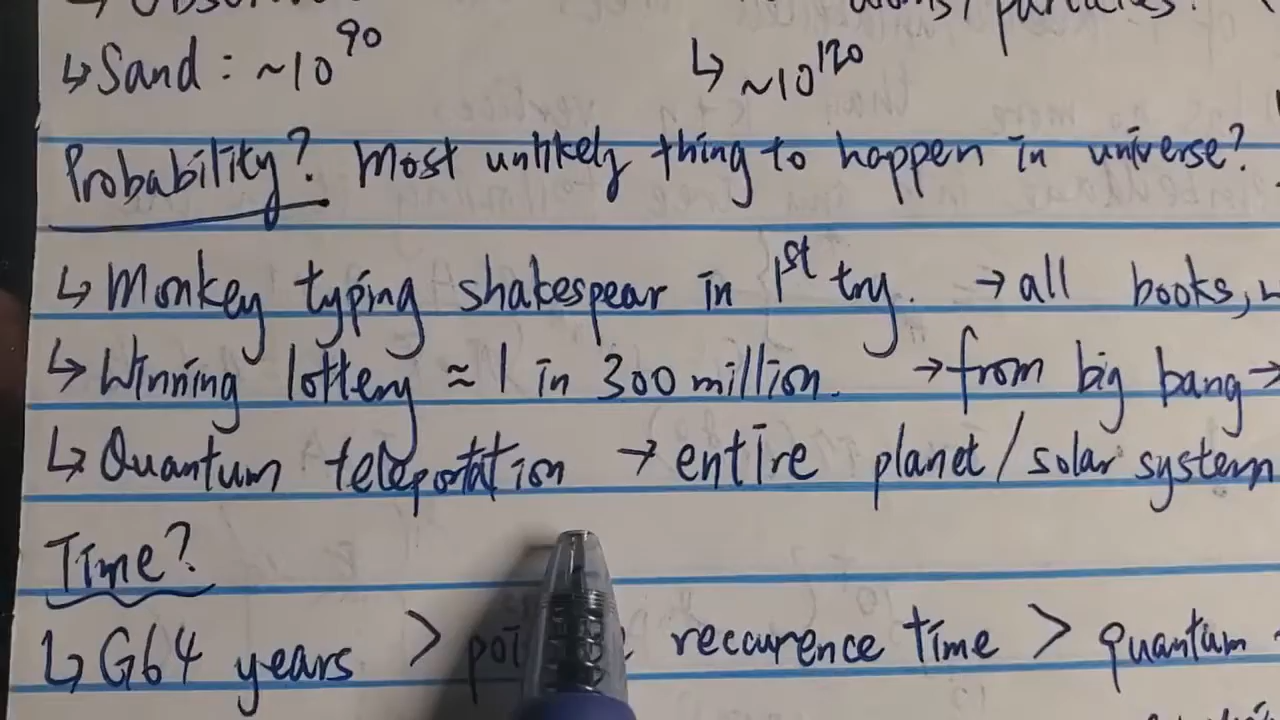 of
↳ Sand : ~10^90 ↳ ~10^120
Probability? Most unlikely thing to happen in universe?
↳ Monkey typing shakespear in 1st try. → all books,
↳ Winning lottery ≈ 1 in 300 million. → from big bang →
↳ Quantum teleportation → entire planet / solar system
Time?
↳ G64 years > reccurence time > quantum